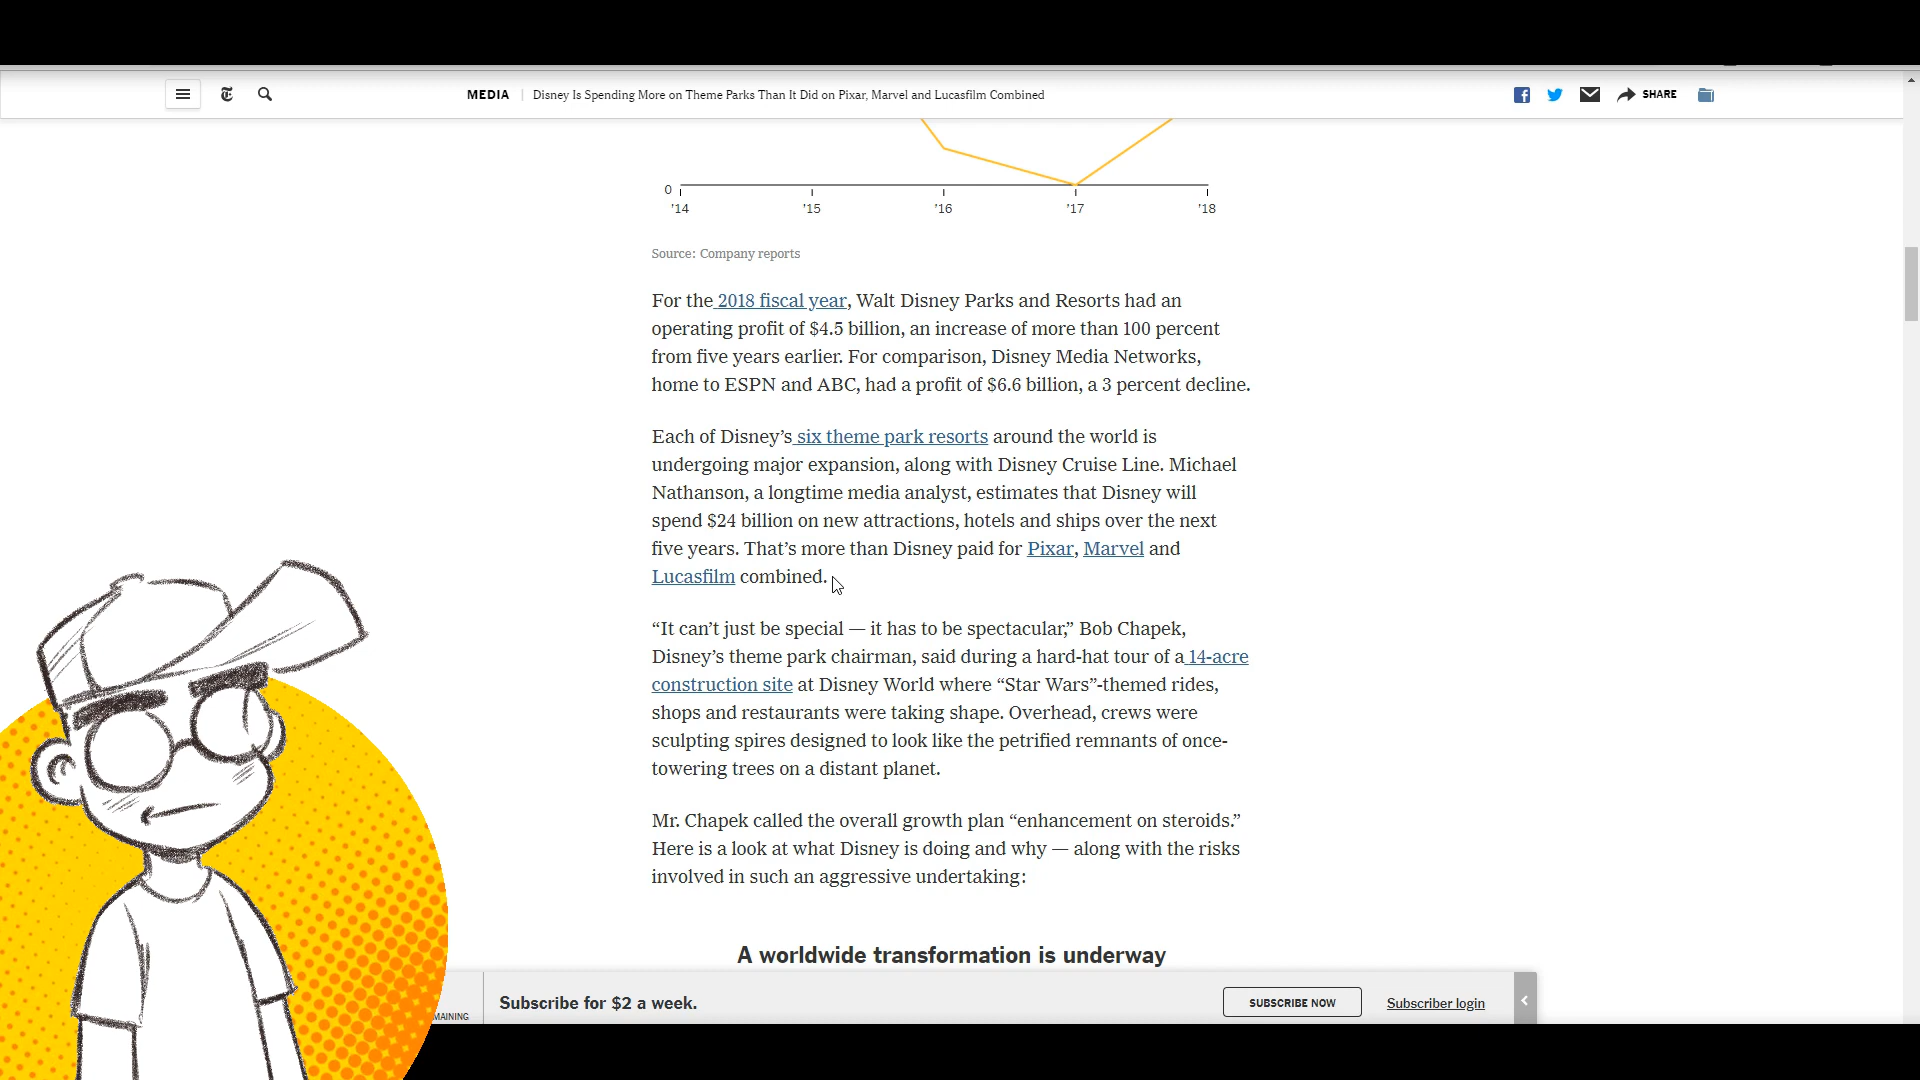 MEDIA | Disney Is Spending More on Theme Parks Than It Did on Pixar, Marvel and Lucasfilm Combined
SHARE
0
'14 '15 '16 '17 '18
Source: Company reports
For the 2018 fiscal year, Walt Disney Parks and Resorts had an
operating profit of $4.5 billion, an increase of more than 100 percent
from five years earlier. For comparison, Disney Media Networks,
home to ESPN and ABC, had a profit of $6.6 billion, a 3 percent decline.
Each of Disney’s six theme park resorts around the world is
undergoing major expansion, along with Disney Cruise Line. Michael
Nathanson, a longtime media analyst, estimates that Disney will
spend $24 billion on new attractions, hotels and ships over the next
five years. That’s more than Disney paid for Pixar, Marvel and
Lucasfilm combined.
“It can’t just be special — it has to be spectacular,” Bob Chapek,
Disney’s theme park chairman, said during a hard-hat tour of a 14-acre
construction site at Disney World where “Star Wars”-themed rides,
shops and restaurants were taking shape. Overhead, crews were
sculpting spires designed to look like the petrified remnants of once-
towering trees on a distant planet.
Mr. Chapek called the overall growth plan “enhancement on steroids.”
Here is a look at what Disney is doing and why — along with the risks
involved in such an aggressive undertaking:
A worldwide transformation is underway
MAINING
Subscribe for $2 a week.
SUBSCRIBE NOW
Subscriber login